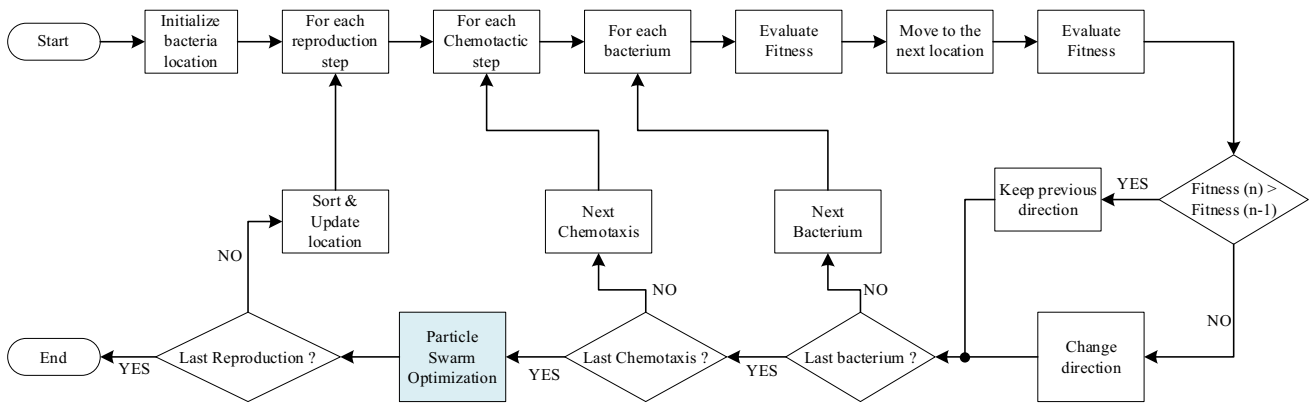 Start
Initialize
bacteria
location
For each
reproduction
step
For each
Chemotactic
step
For each
bacterium
Evaluate
Fitness
Move to the
next location
Evaluate
Fitness
Fitness (n) >
Fitness (n-1)
YES
Keep previous
direction
NO
Change
direction
Sort &
Update
location
Next
Chemotaxis
Next
Bacterium
NO
NO
NO
End
YES
Last Reproduction ?
Particle
Swarm
Optimization
YES
Last Chemotaxis ?
YES
Last bacterium ?